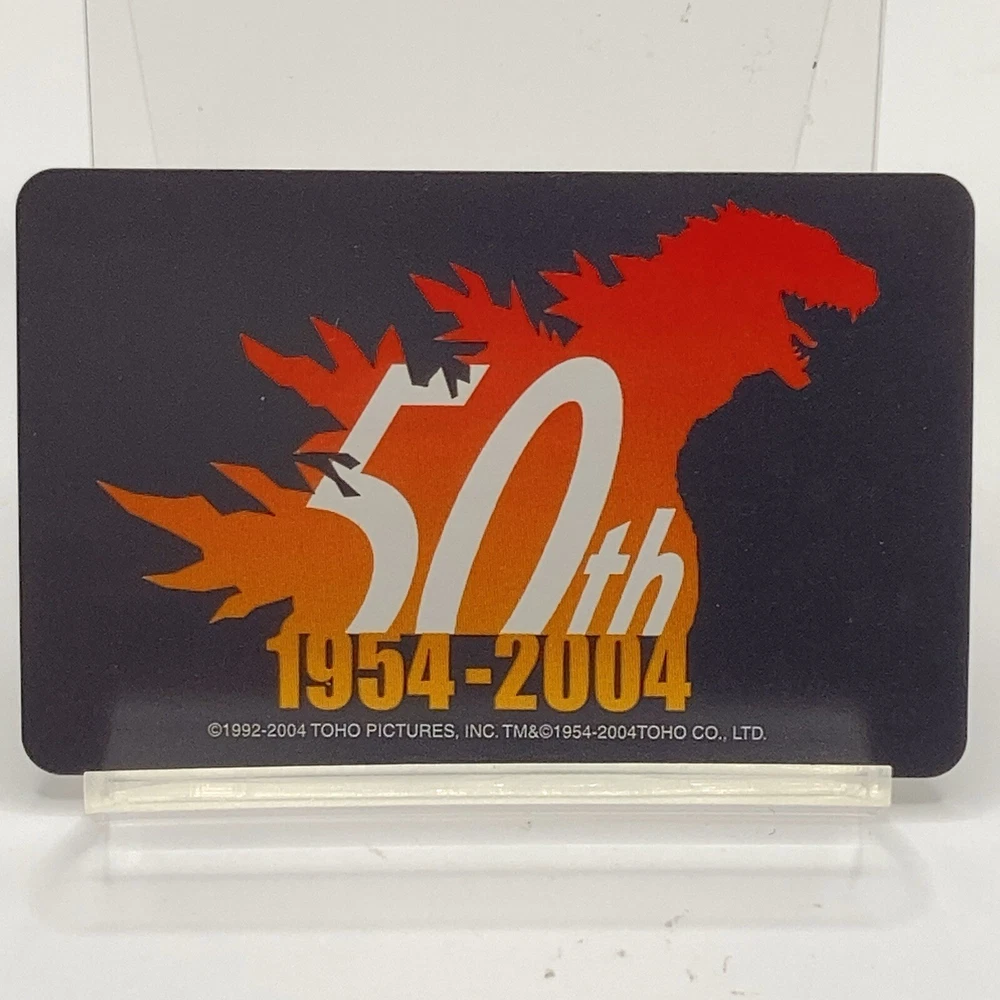 50th
1954-2004
©1992-2004 TOHO PICTURES, INC. TM&©1954-2004TOHO CO., LTD.